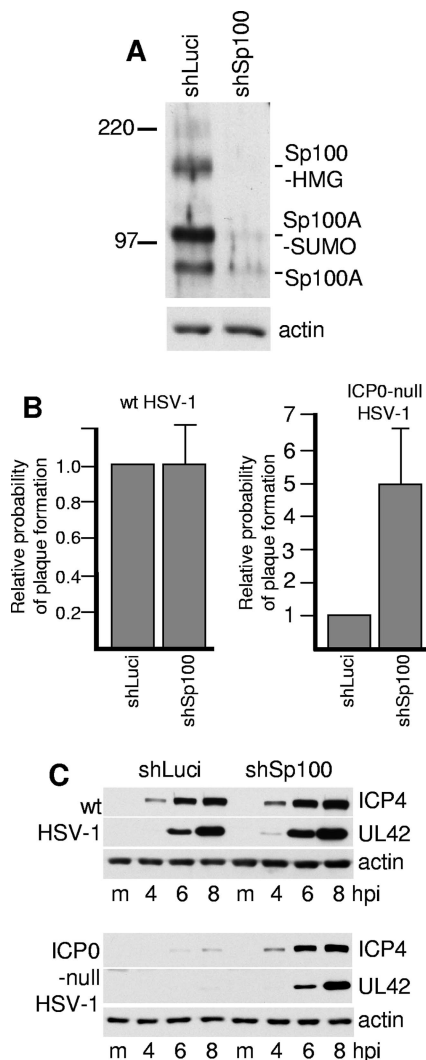 A
shLuci
shSp100
220
97
Sp100
-HMG
Sp100A
-SUMO
Sp100A
actin
B
wt HSV-1
Relative probability
of plaque formation
1.0
0.8
0.6
0.4
0.2
shLuci
shSp100
ICP0-null
HSV-1
Relative probability
of plaque formation
7
6
5
4
3
2
1
shLuci
shSp100
C
shLuci shSp100
wt
HSV-1
ICP4
UL42
actin
m 4 6 8 m 4 6 8 hpi
ICP0
-null
HSV-1
ICP4
UL42
actin
m 4 6 8 m 4 6 8 hpi